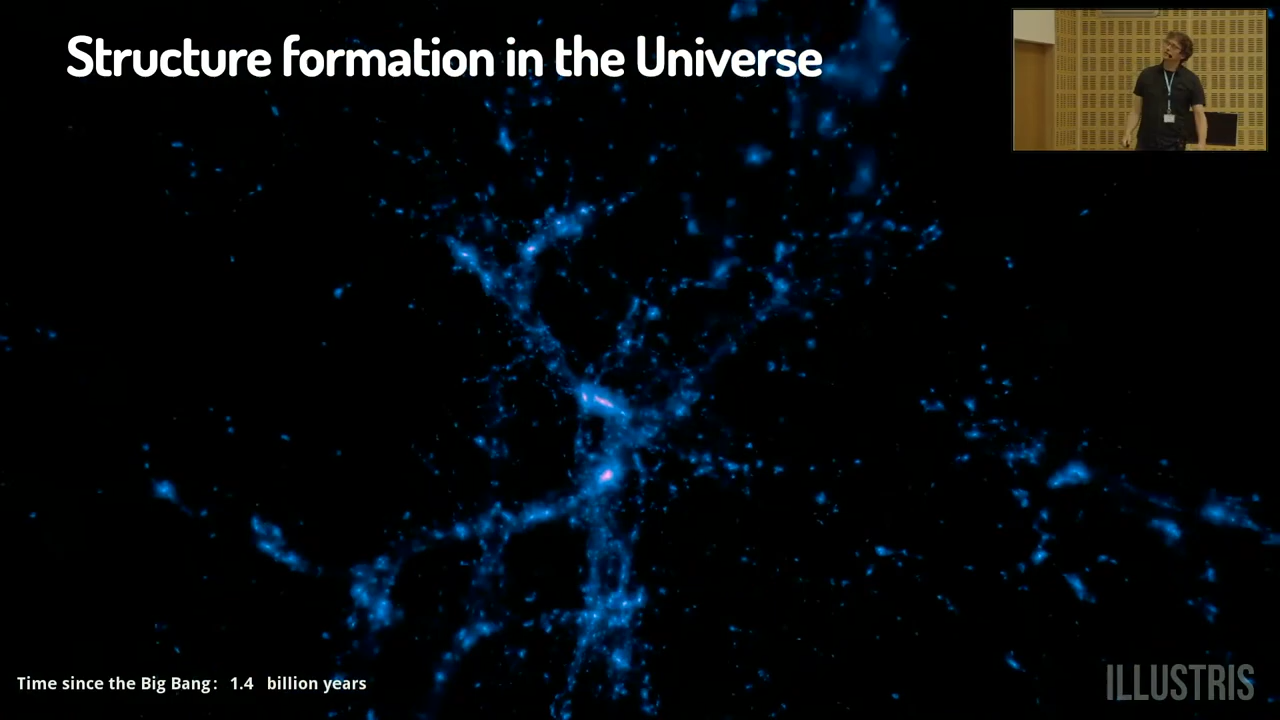 Structure formation in the Universe
Time since the Big Bang: 1.4 billion years
ILLUSTRIS